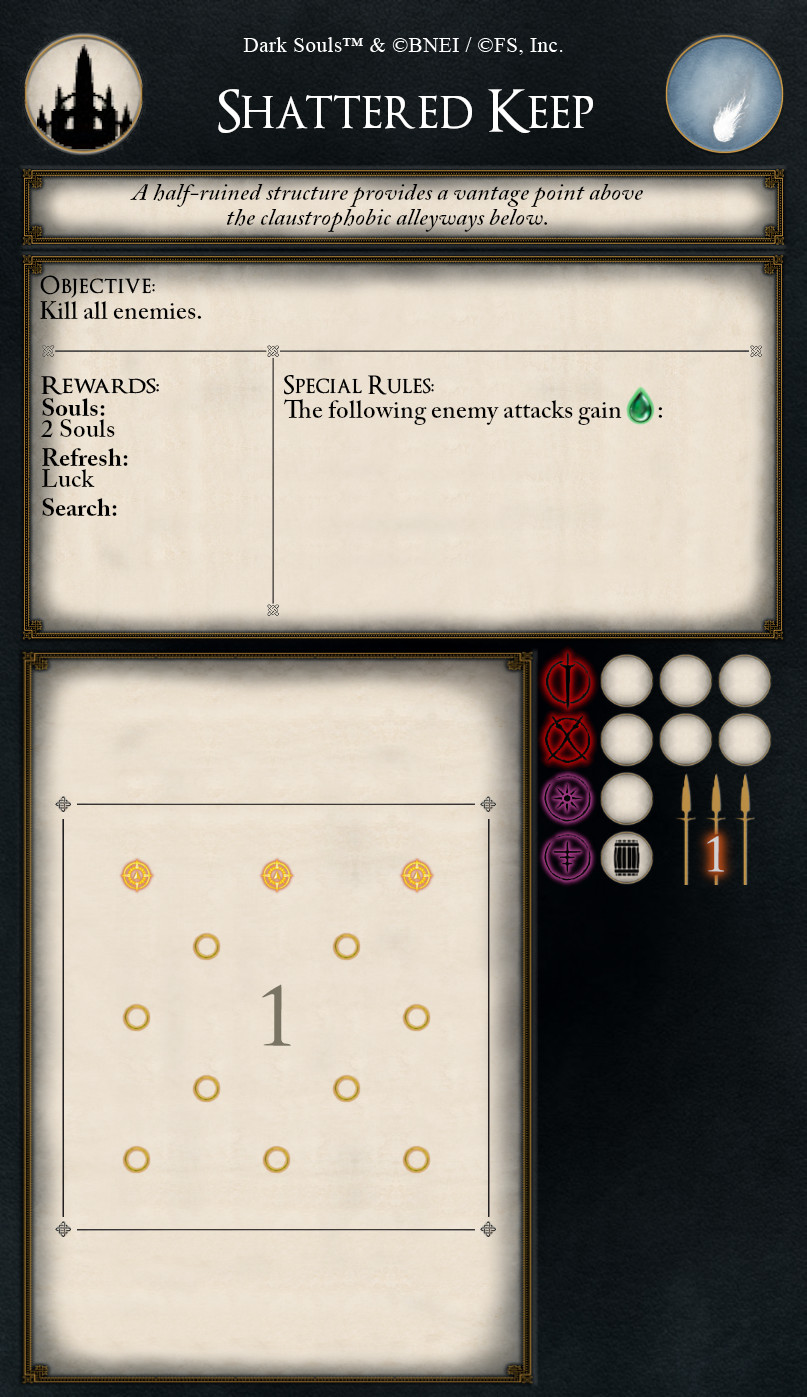 Dark Souls™ & ©BNEI / ©FS, Inc.
Shattered Keep
A half-ruined structure provides a vantage point above
the claustrophobic alleyways below.
Objective:
Kill all enemies.
Rewards:
Souls:
2 Souls
Refresh:
Luck
Search:
Special Rules:
The following enemy attacks gain :
1
1